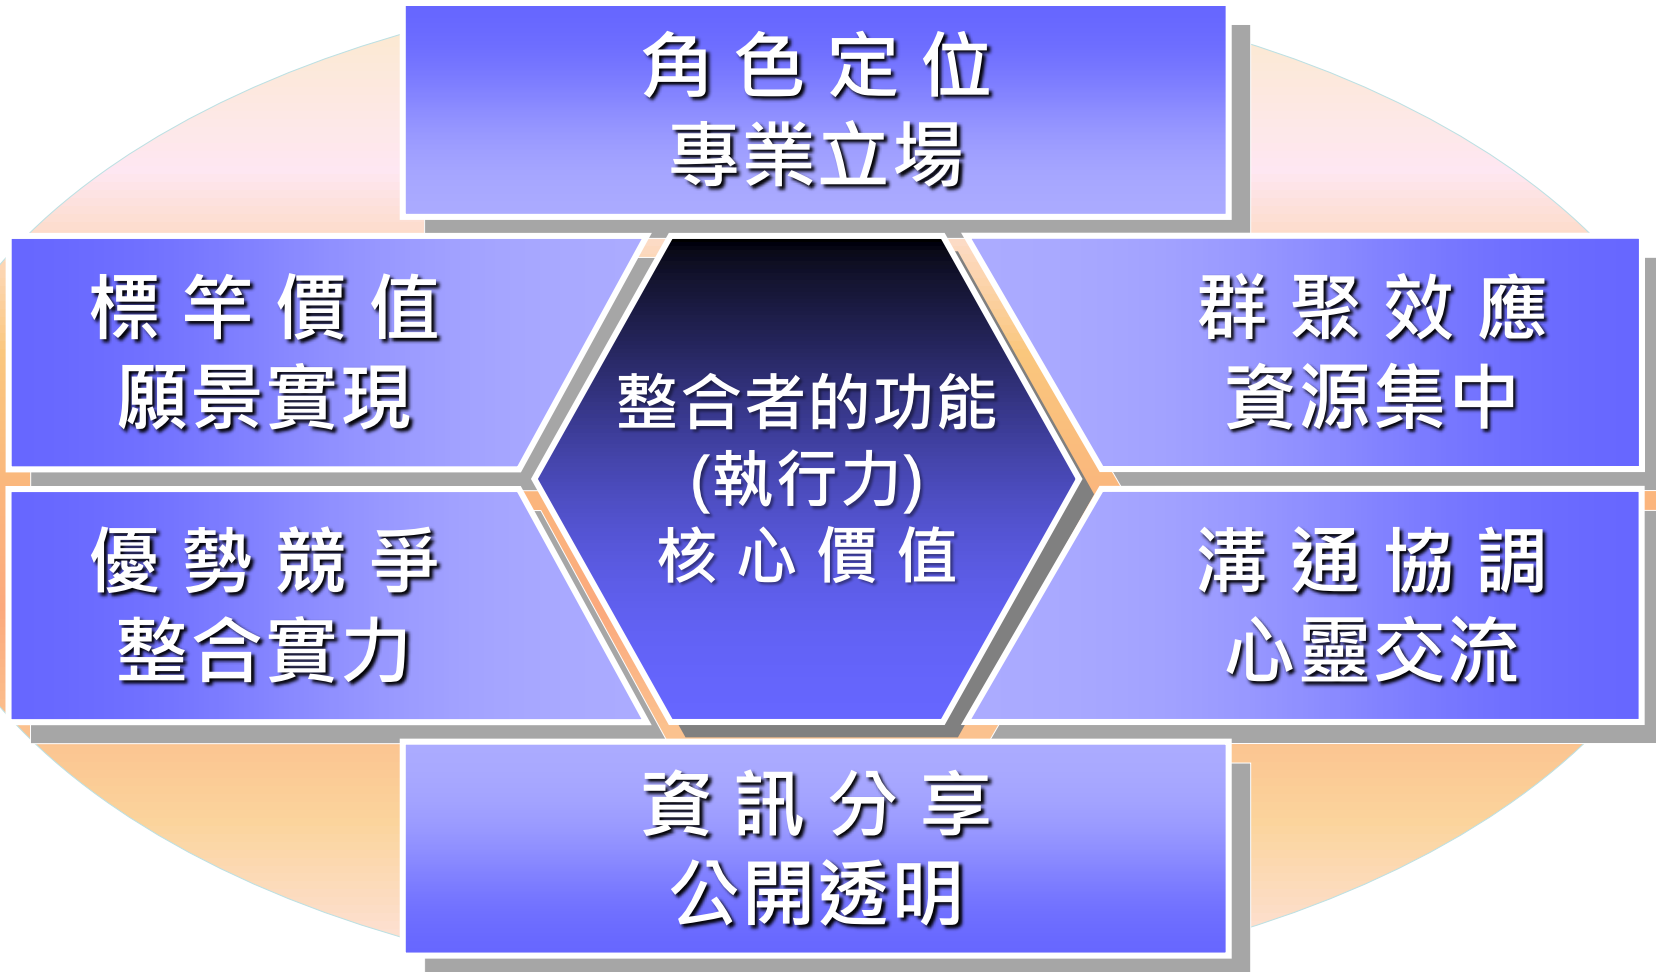 角色定位
專業立場
標竿價值
願景實現
整合者的功能
(執行力)
核心價值
群聚效應
資源集中
優勢競爭
整合實力
溝通協調
心靈交流
資訊分享
公開透明